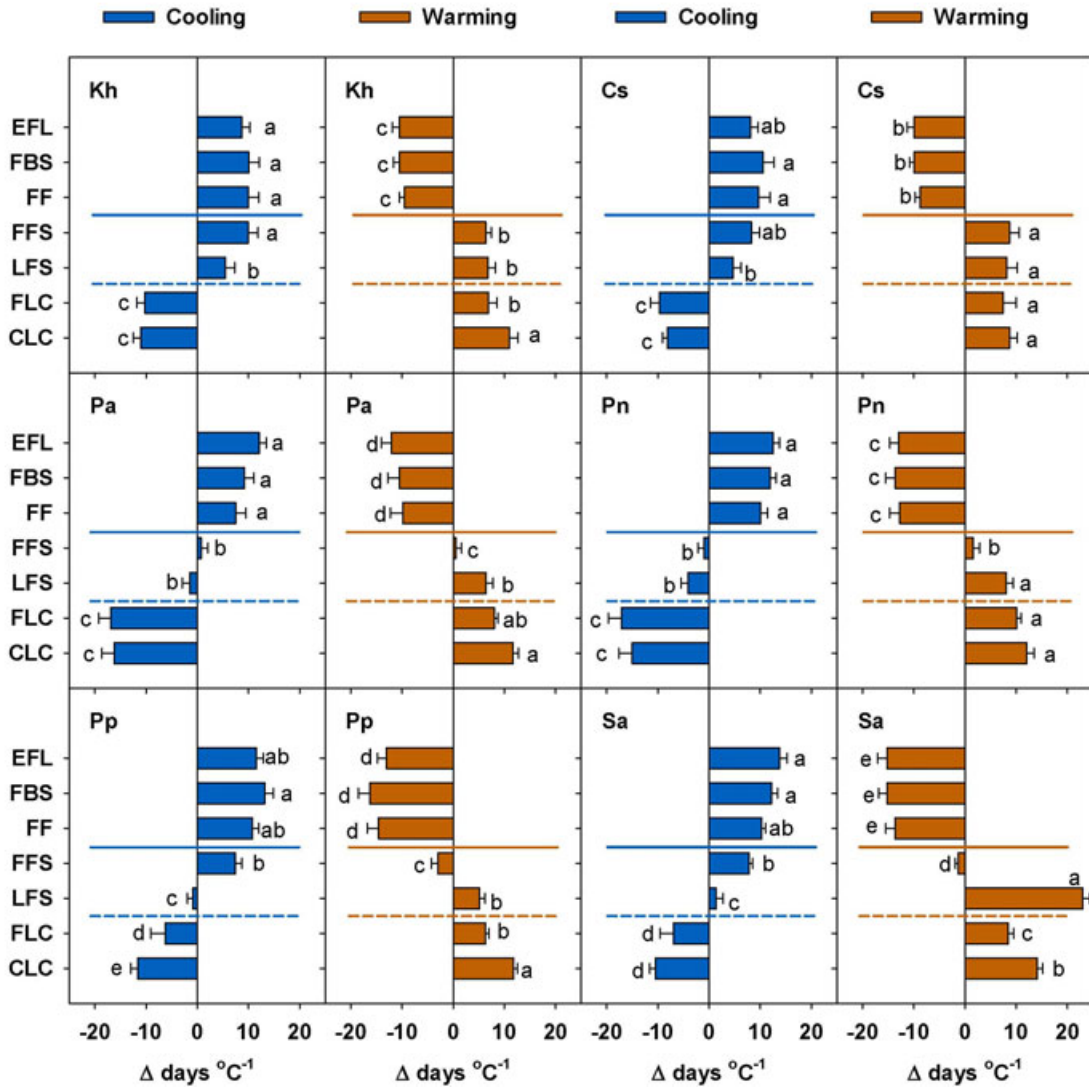 Cooling Warming Cooling Warming
Kh Kh Cs Cs
EFL a c ab b
FBS a c a b
FF a c a b
FFS a b ab a
LFS b b b a
FLC c b c a
CLC c a c a
Pa Pa Pn Pn
EFL a d a c
FBS a d a c
FF a d a c
FFS b c b b
LFS b b b a
FLC c ab c a
CLC c a c a
Pp Pp Sa Sa
EFL ab d a e
FBS a d a e
FF ab d ab e
FFS b c b d
LFS c b c a
FLC d b d c
CLC e a d b
-20 -10 0 10 -20 -10 0 10 -20 -10 0 10 -20 -10 0 10 20
Δ days °C⁻¹ Δ days °C⁻¹ Δ days °C⁻¹ Δ days °C⁻¹